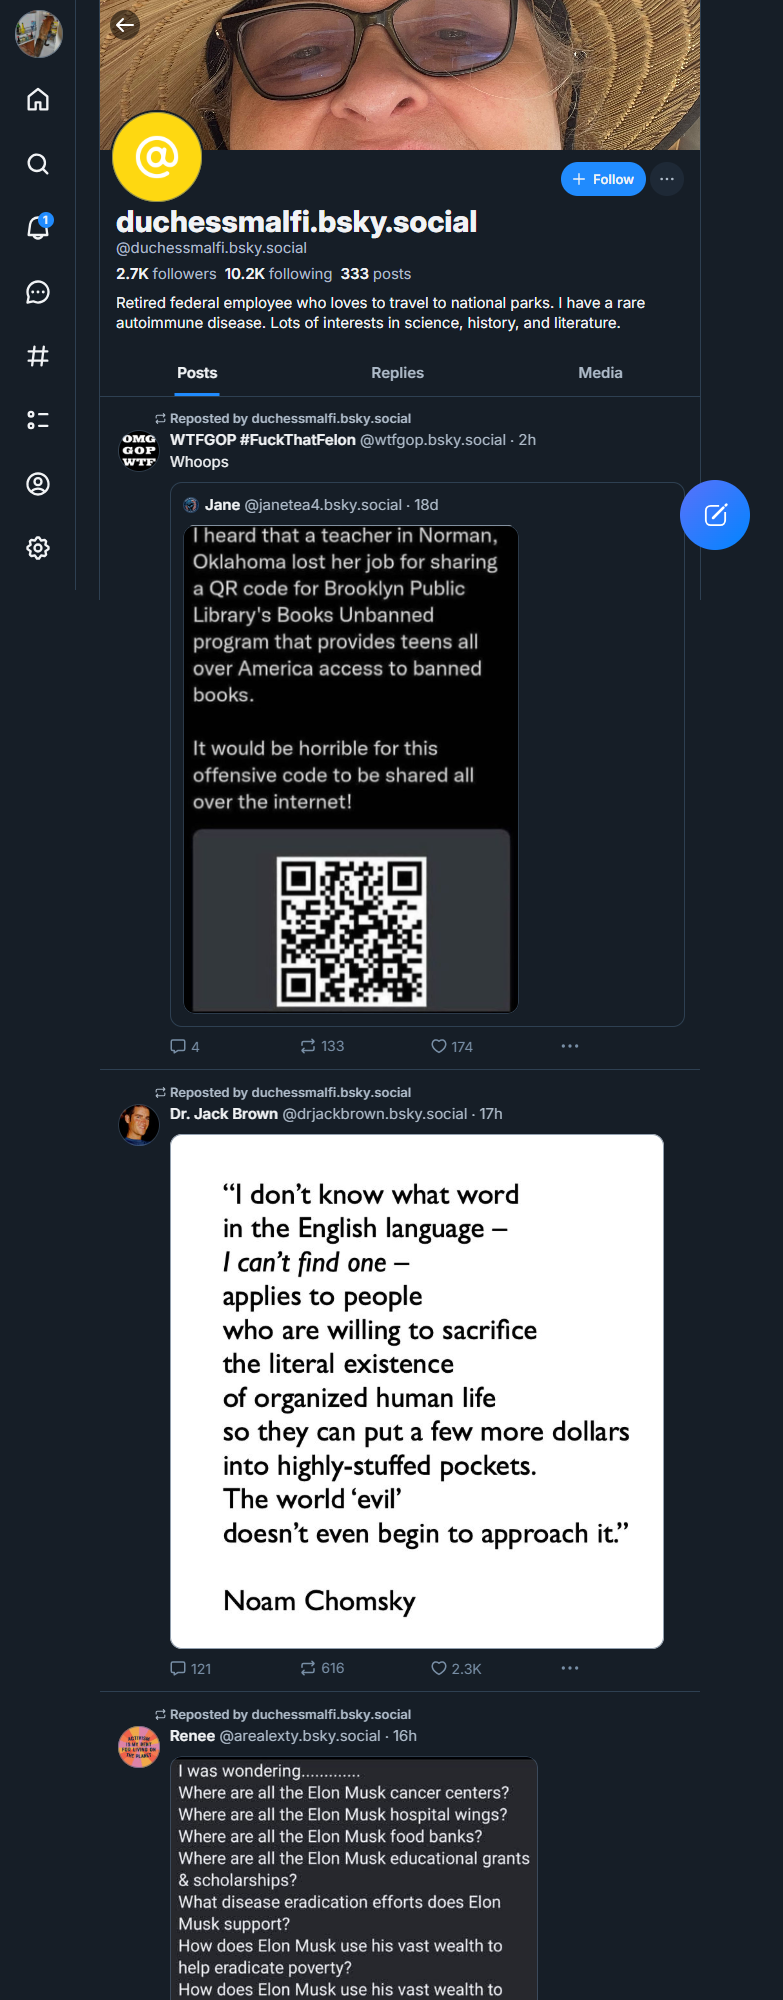 @
+ Follow
...
duchessmalfi.bsky.social
@duchessmalfi.bsky.social
2.7K followers 10.2K following 333 posts
Retired federal employee who loves to travel to national parks. I have a rare
autoimmune disease. Lots of interests in science, history, and literature.
Posts Replies Media
1
Reposted by duchessmalfi.bsky.social
OMG
GOP
WTF
WTFGOP #FuckThatFelon @wtfgop.bsky.social · 2h
Whoops
Jane @janetea4.bsky.social · 18d
I heard that a teacher in Norman,
Oklahoma lost her job for sharing
a QR code for Brooklyn Public
Library's Books Unbanned
program that provides teens all
over America access to banned
books.
It would be horrible for this
offensive code to be shared all
over the internet!
4 133 174 ...
Reposted by duchessmalfi.bsky.social
Dr. Jack Brown @drjackbrown.bsky.social · 17h
“I don’t know what word
in the English language –
I can’t find one –
applies to people
who are willing to sacrifice
the literal existence
of organized human life
so they can put a few more dollars
into highly-stuffed pockets.
The world ‘evil’
doesn’t even begin to approach it.”
Noam Chomsky
121 616 2.3K ...
Reposted by duchessmalfi.bsky.social
ACTIVISM
IS MY RENT
FOR LIVING ON
THE PLANET
Renee @arealexty.bsky.social · 16h
I was wondering.............
Where are all the Elon Musk cancer centers?
Where are all the Elon Musk hospital wings?
Where are all the Elon Musk food banks?
Where are all the Elon Musk educational grants
& scholarships?
What disease eradication efforts does Elon
Musk support?
How does Elon Musk use his vast wealth to
help eradicate poverty?
How does Elon Musk use his vast wealth to